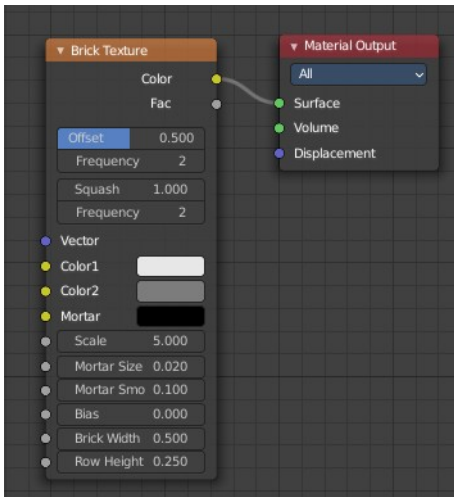 Brick Texture
Color
Fac
Offset 0.500
Frequency 2
Squash 1.000
Frequency 2
Vector
Color1
Color2
Mortar
Scale 5.000
Mortar Size 0.020
Mortar Smo 0.100
Bias 0.000
Brick Width 0.500
Row Height 0.250
Material Output
All
Surface
Volume
Displacement